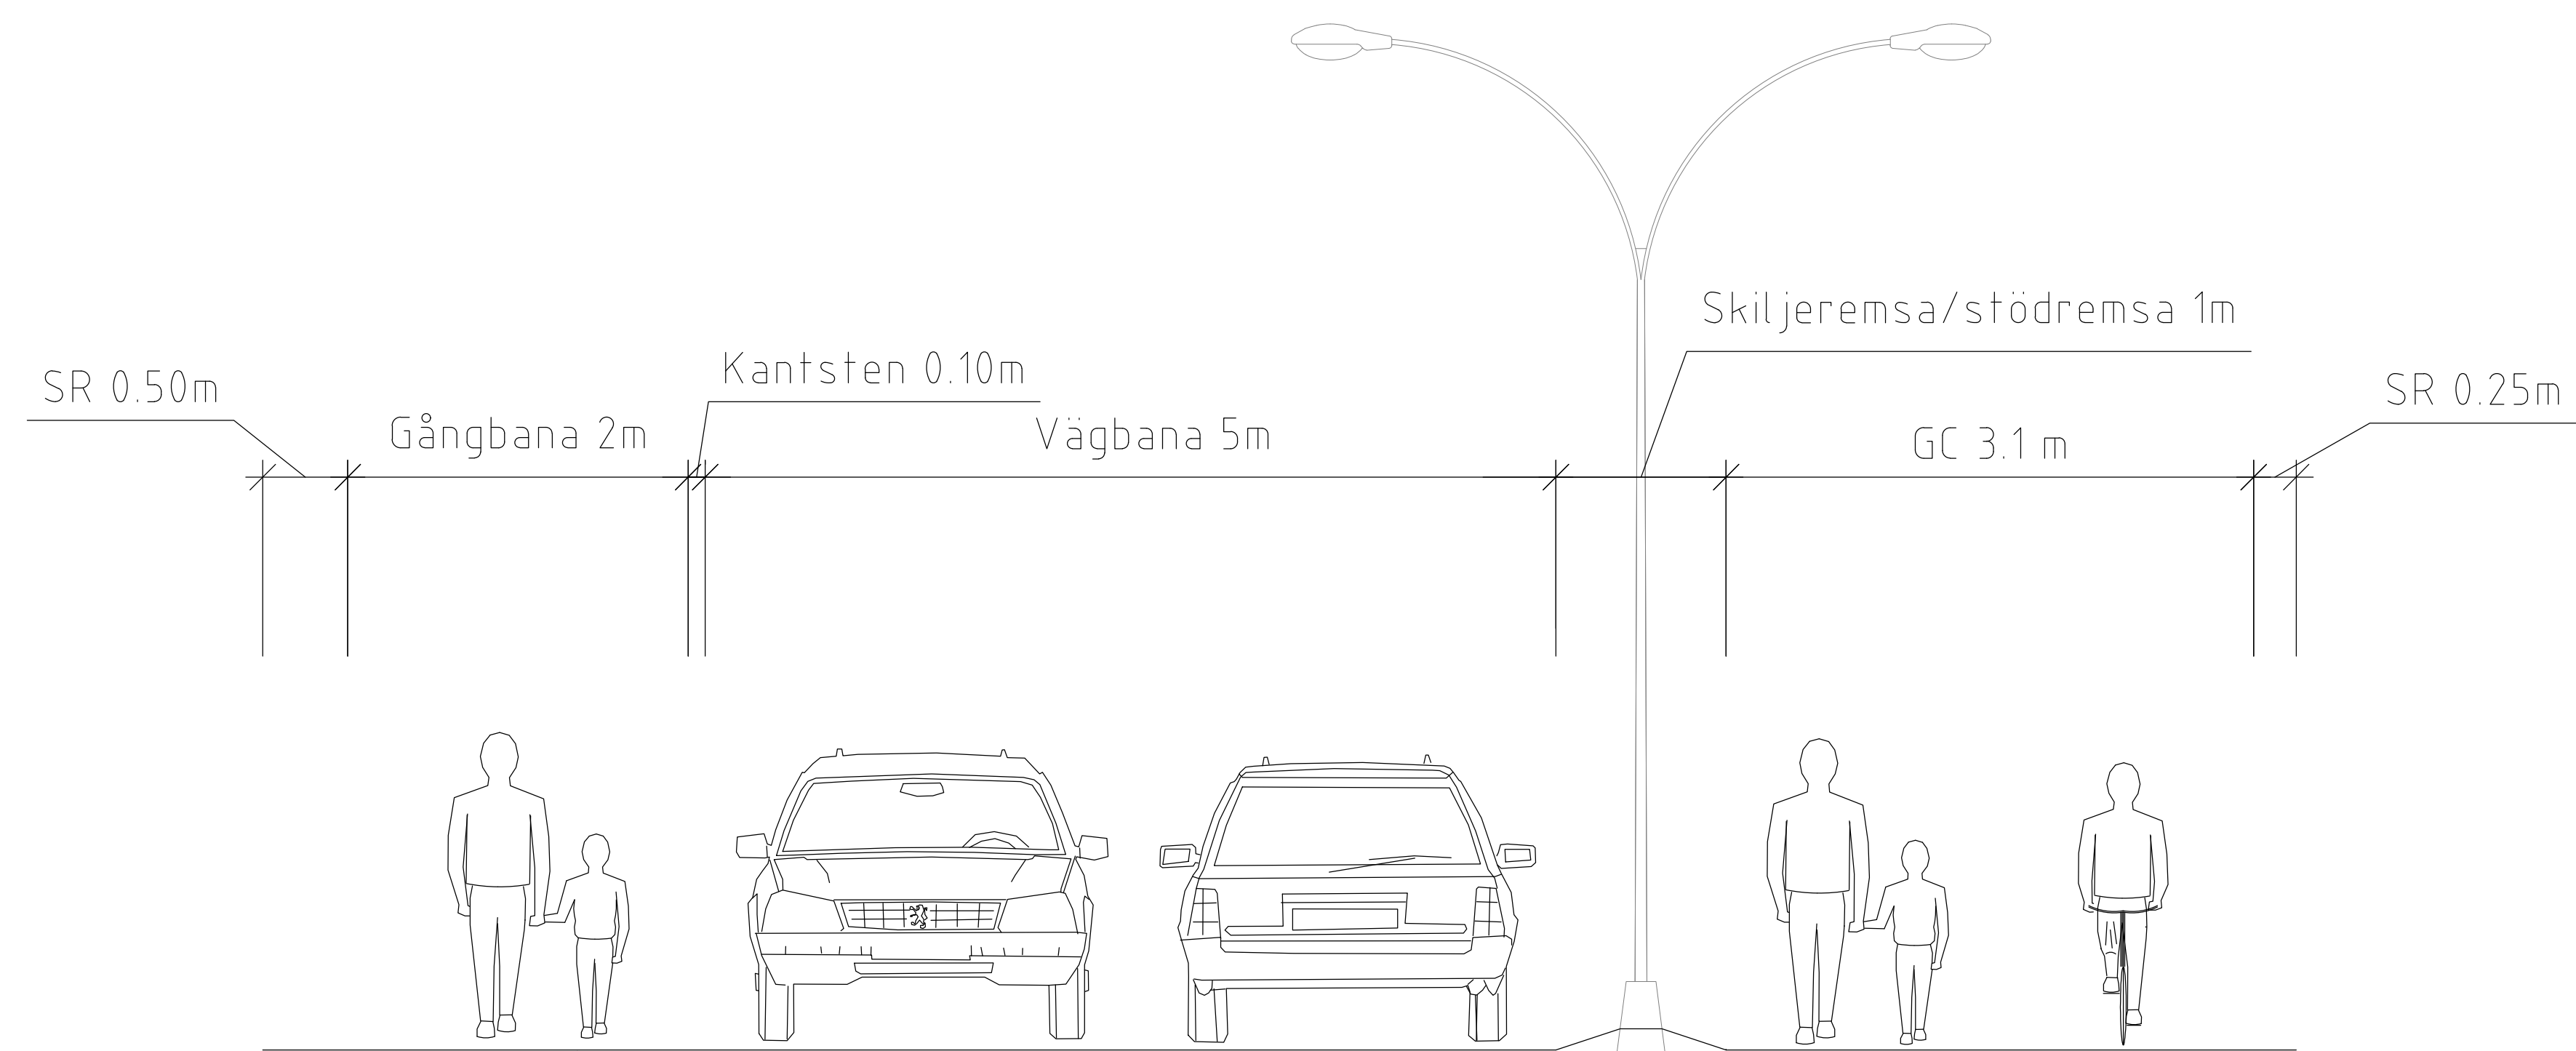 SR 0.50m
Gångbana 2m
Kantsten 0.10m
Vägbana 5m
Skiljeremsa/stödremsa 1m
GC 3.1 m
SR 0.25m